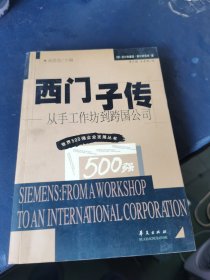 西门子传
——从手工作坊到跨国公司
世界500强企业发展丛书
500强
SIEMENS:FROM A WORKSHOP
TO AN INTERNATIONAL CORPORATION
华夏出版社